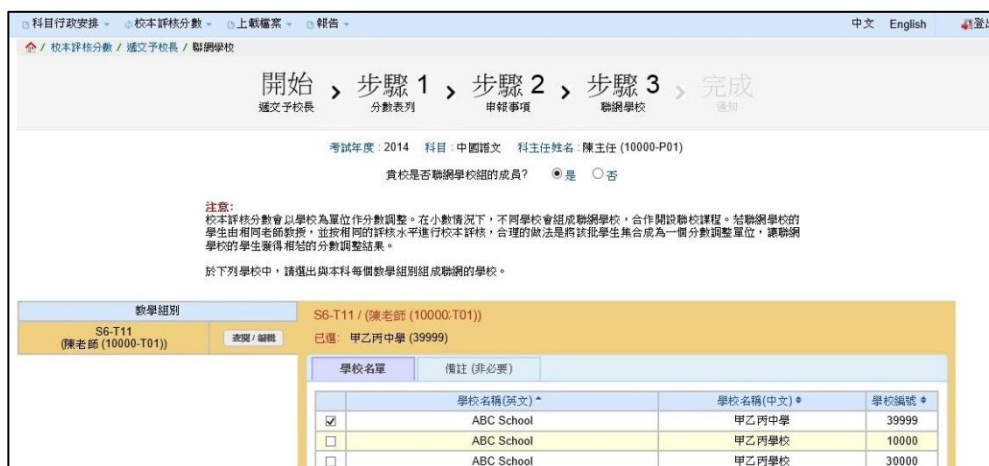 科目行政安排 校本評核分數 上載檔案 報告 中文 English 登出
/ 校本評核分數 / 遞交予校長 / 聯網學校
開始 › 步驟 1 › 步驟 2 › 步驟 3 › 完成
遞交予校長 分數表列 申報事項 聯網學校 通知
考試年度 : 2014 科目 : 中國語文 科主任姓名 : 陳主任 (10000-P01)
貴校是否聯網學校組的成員? 是 否
注意:
校本評核分數會以學校為單位作分數調整。在小數情況下,不同學校會組成聯網學校,合作開設聯校課程。若聯網學校的
學生由相同老師教授,並按相同的評核水平進行校本評核,合理的做法是將該批學生集合成為一個分數調整單位,讓聯網
學校的學生獲得相若的分數調整結果。
於下列學校中,請選出與本科每個教學組別組成聯網的學校。
教學組別
S6-T11
(陳老師 (10000-T01))
查閱 / 編輯
S6-T11 / (陳老師 (10000-T01))
已選: 甲乙丙中學 (39999)
學校名單 備註 (非必要)
學校名稱(英文) 學校名稱(中文) 學校編號
ABC School 甲乙丙中學 39999
ABC School 甲乙丙學校 10000
ABC School 甲乙丙學校 30000